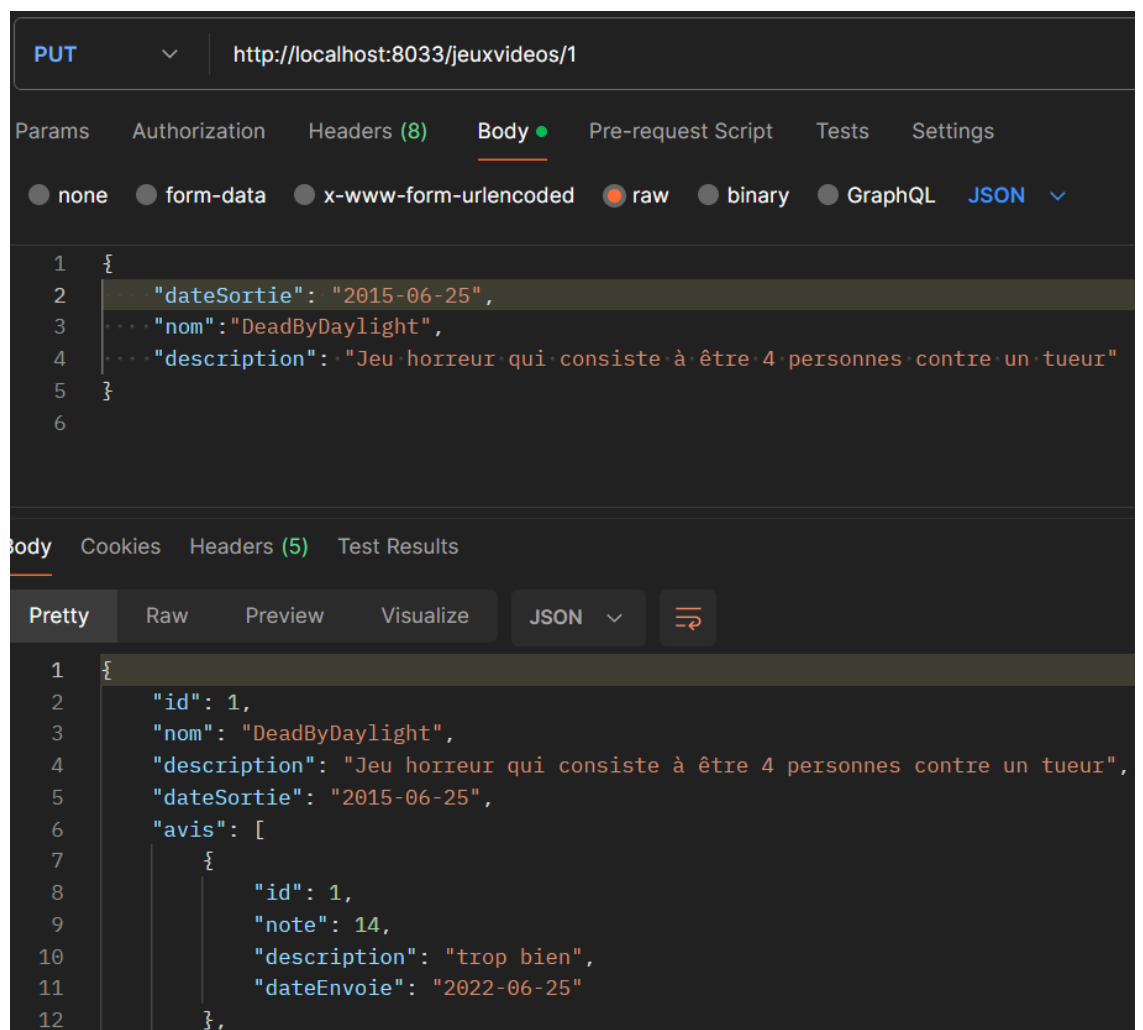 PUT http://localhost:8033/jeuxvideos/1
Params Authorization Headers (8) Body Pre-request Script Tests Settings
none form-data x-www-form-urlencoded raw binary GraphQL JSON
1 {
2 "dateSortie": "2015-06-25",
3 "nom":"DeadByDaylight",
4 "description": "Jeu horreur qui consiste à être 4 personnes contre un tueur"
5 }
6
Body Cookies Headers (5) Test Results
Pretty Raw Preview Visualize JSON
1 {
2 "id": 1,
3 "nom": "DeadByDaylight",
4 "description": "Jeu horreur qui consiste à être 4 personnes contre un tueur",
5 "dateSortie": "2015-06-25",
6 "avis": [
7 {
8 "id": 1,
9 "note": 14,
10 "description": "trop bien",
11 "dateEnvoie": "2022-06-25"
12 },